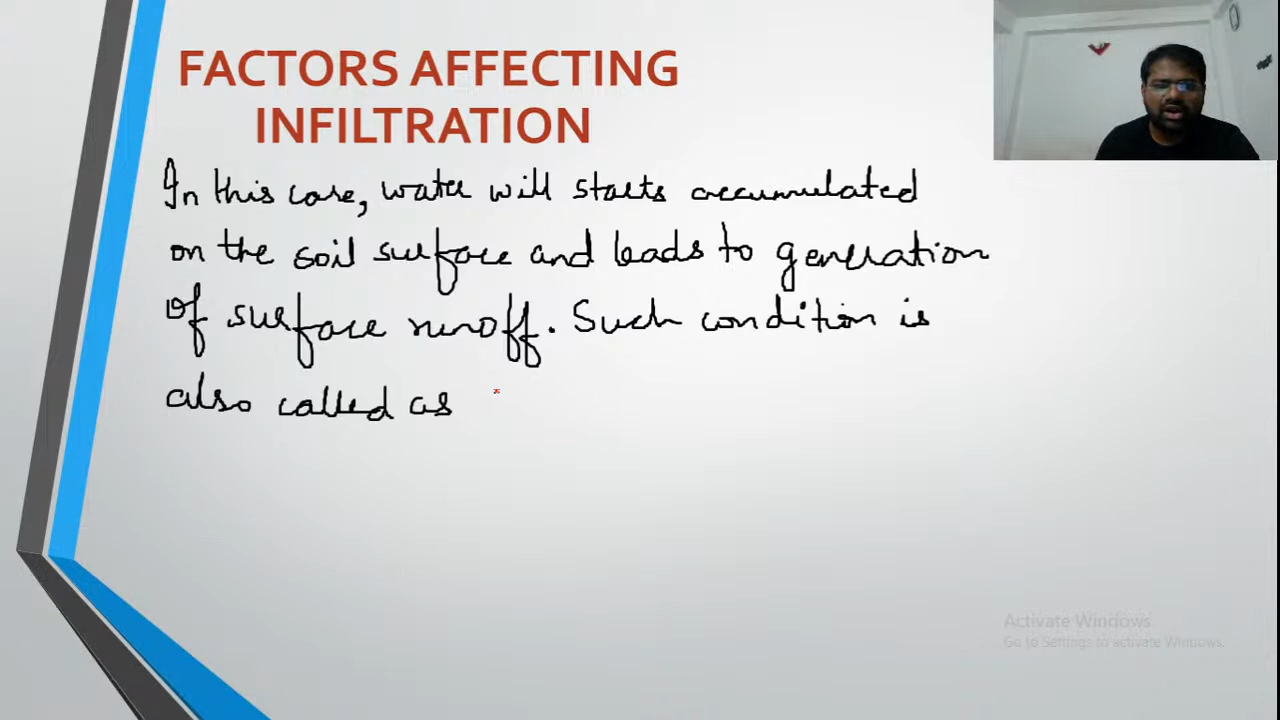 FACTORS AFFECTING
INFILTRATION
In this case, water will starts accumulated
on the soil surface and leads to generation
of surface runoff. Such condition is
also called as
Activate Windows
Go to Settings to activate Windows.